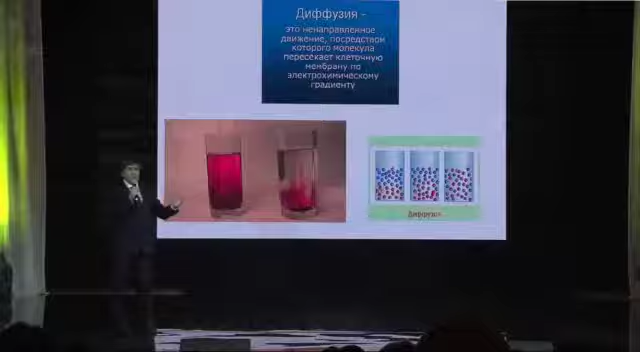 Диффузия -
это ненаправленное
движение, посредством
которого молекула
пересекает клеточную
мембрану по
электрохимическому
градиенту
Диффузия